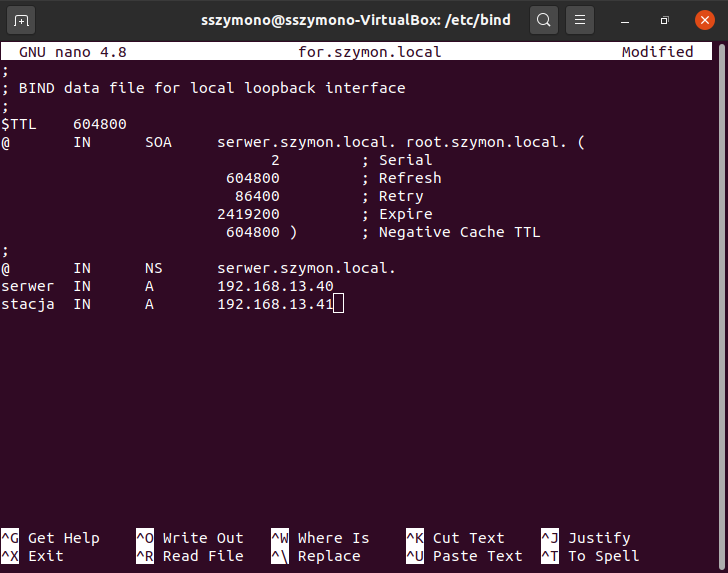 sszymono@sszymono-VirtualBox: /etc/bind
GNU nano 4.8 for.szymon.local Modified
;
; BIND data file for local loopback interface
;
$TTL 604800
@ IN SOA serwer.szymon.local. root.szymon.local. (
2 ; Serial
604800 ; Refresh
86400 ; Retry
2419200 ; Expire
604800 ) ; Negative Cache TTL
;
@ IN NS serwer.szymon.local.
serwer IN A 192.168.13.40
stacja IN A 192.168.13.41
^G Get Help ^O Write Out ^W Where Is ^K Cut Text ^J Justify
^X Exit ^R Read File ^\ Replace ^U Paste Text ^T To Spell